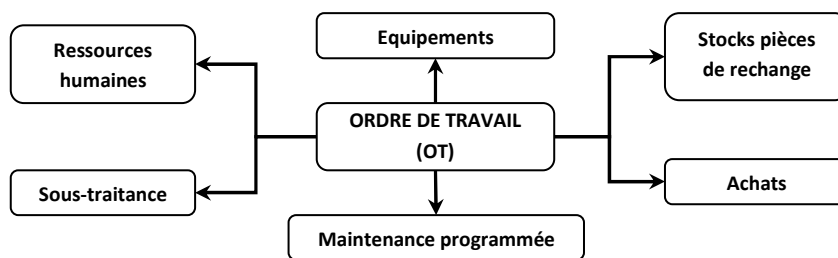 Ressources
humaines
Equipements
Stocks pièces
de rechange
ORDRE DE TRAVAIL
(OT)
Sous-traitance
Achats
Maintenance programmée